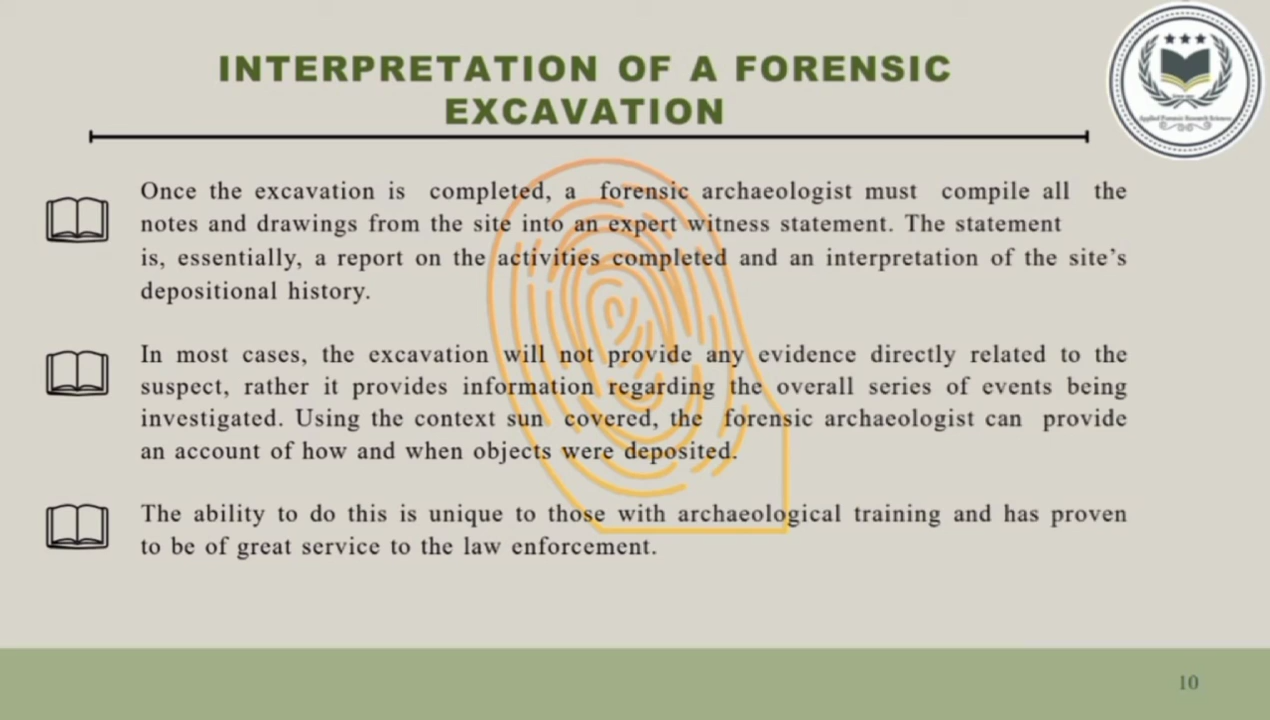 INTERPRETATION OF A FORENSIC
EXCAVATION
Applied Forensic Research Sciences
Once the excavation is completed, a forensic archaeologist must compile all the
notes and drawings from the site into an expert witness statement. The statement
is, essentially, a report on the activities completed and an interpretation of the site's
depositional history.
In most cases, the excavation will not provide any evidence directly related to the
suspect, rather it provides information regarding the overall series of events being
investigated. Using the context sun covered, the forensic archaeologist can provide
an account of how and when objects were deposited.
The ability to do this is unique to those with archaeological training and has proven
to be of great service to the law enforcement.
10